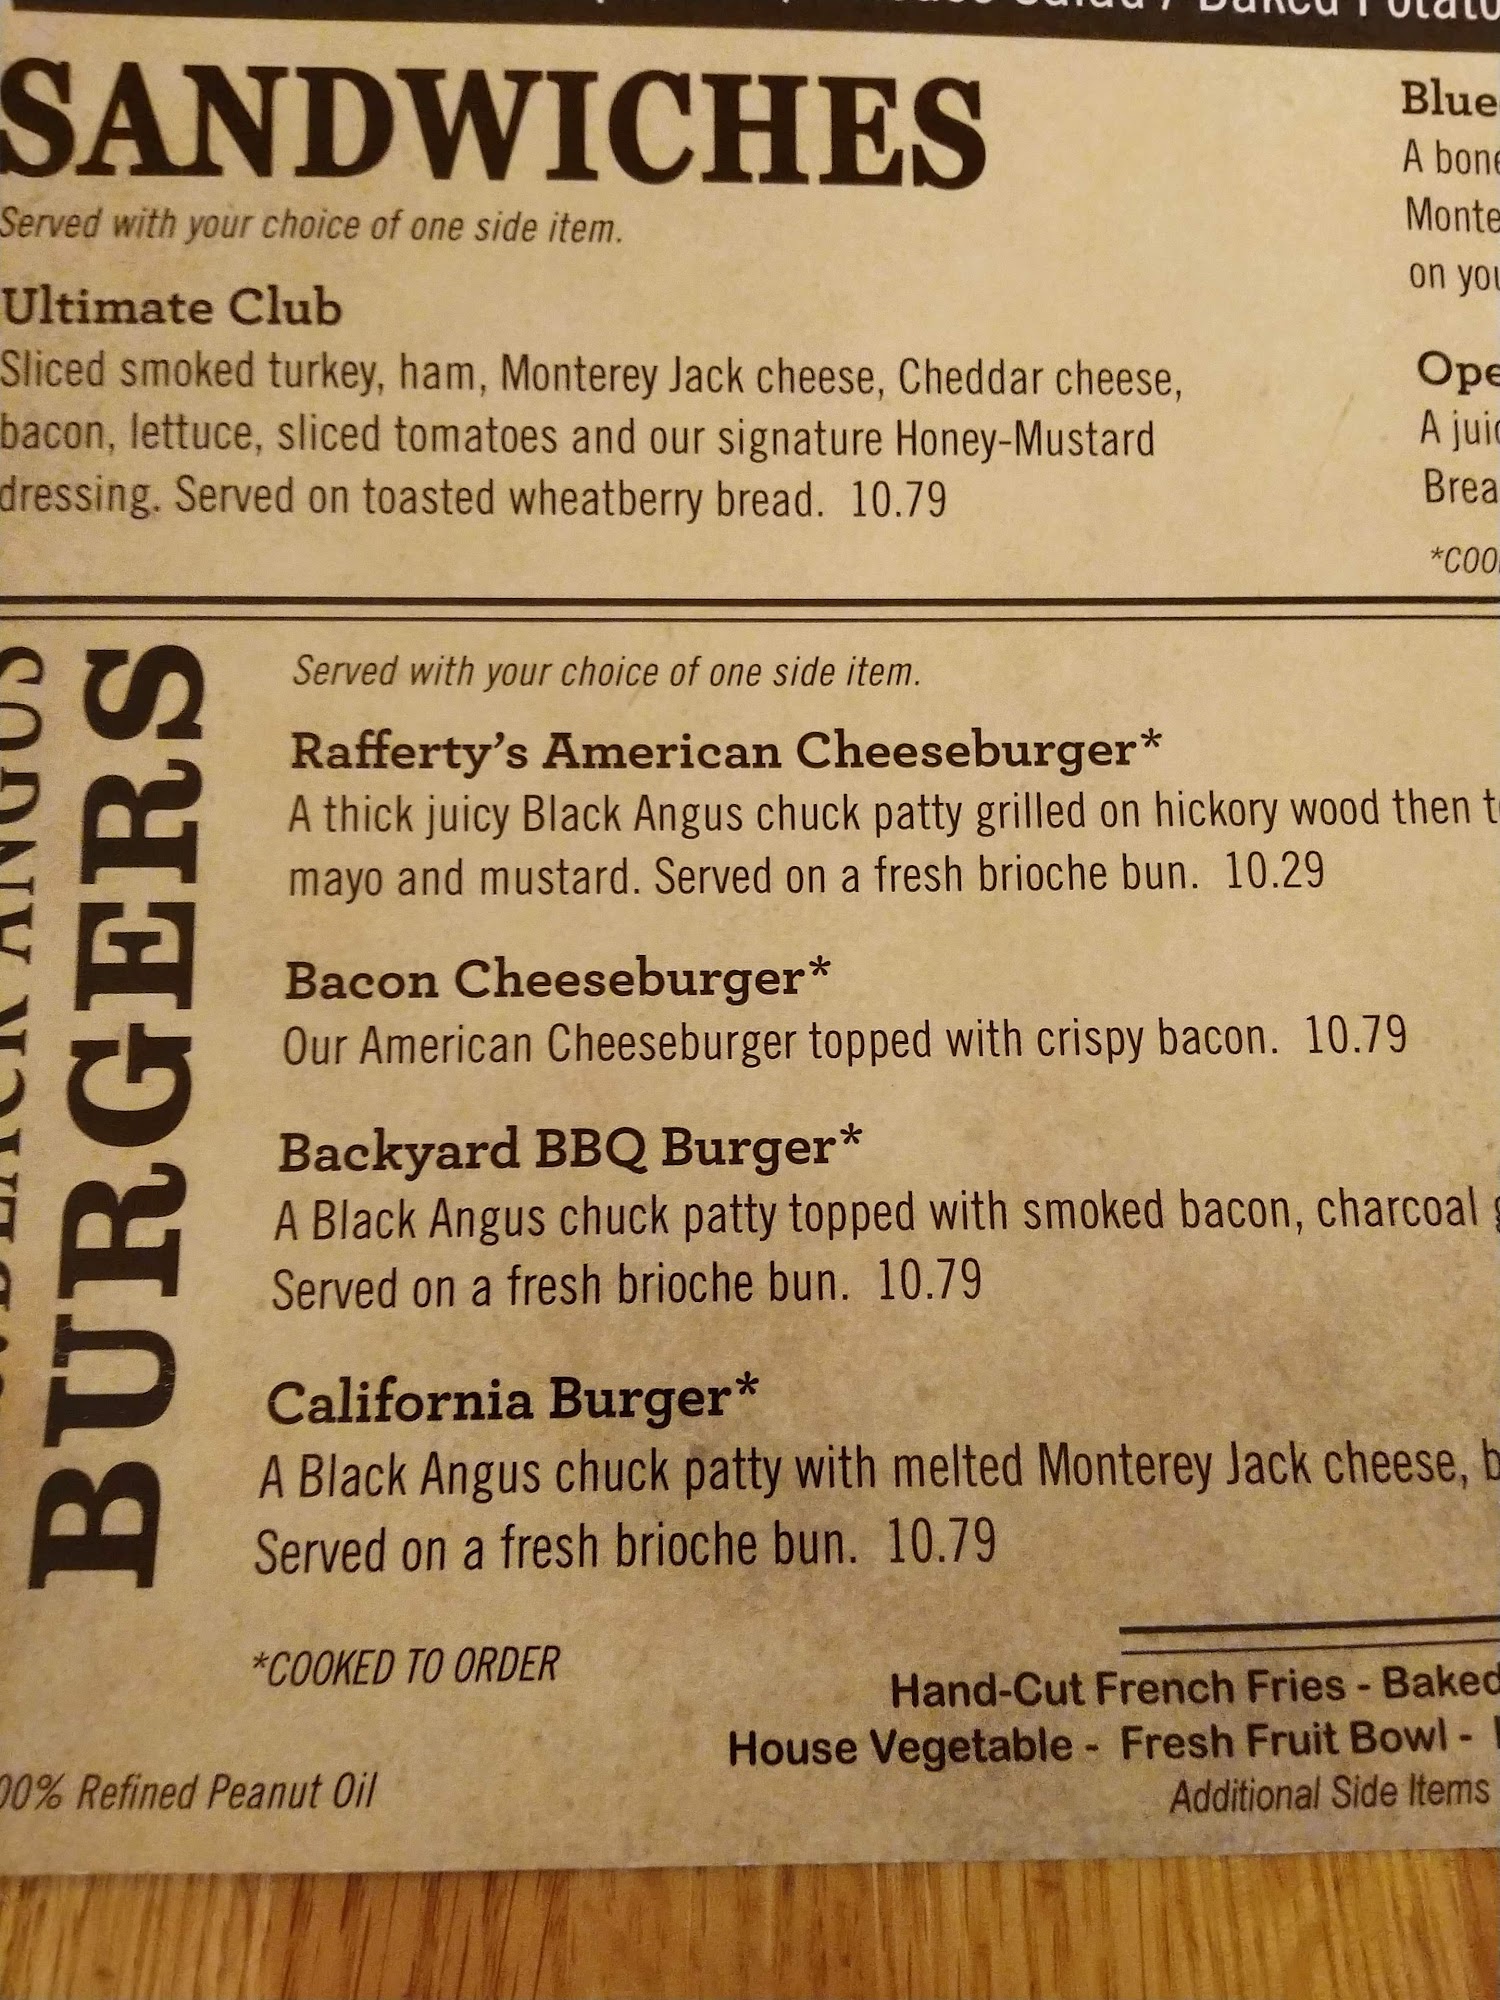 Salad / Baked Potato
SANDWICHES
Served with your choice of one side item.
Ultimate Club
Sliced smoked turkey, ham, Monterey Jack cheese, Cheddar cheese,
bacon, lettuce, sliced tomatoes and our signature Honey-Mustard
dressing. Served on toasted wheatberry bread. 10.79
Blue
A bone
Monte
on you
Ope
A juic
Brea
*COO
BLACK ANGUS
BURGERS
Served with your choice of one side item.
Rafferty's American Cheeseburger*
A thick juicy Black Angus chuck patty grilled on hickory wood then t
mayo and mustard. Served on a fresh brioche bun. 10.29
Bacon Cheeseburger*
Our American Cheeseburger topped with crispy bacon. 10.79
Backyard BBQ Burger*
A Black Angus chuck patty topped with smoked bacon, charcoal g
Served on a fresh brioche bun. 10.79
California Burger*
A Black Angus chuck patty with melted Monterey Jack cheese, b
Served on a fresh brioche bun. 10.79
*COOKED TO ORDER
Hand-Cut French Fries - Baked
House Vegetable - Fresh Fruit Bowl -
Additional Side Items
00% Refined Peanut Oil